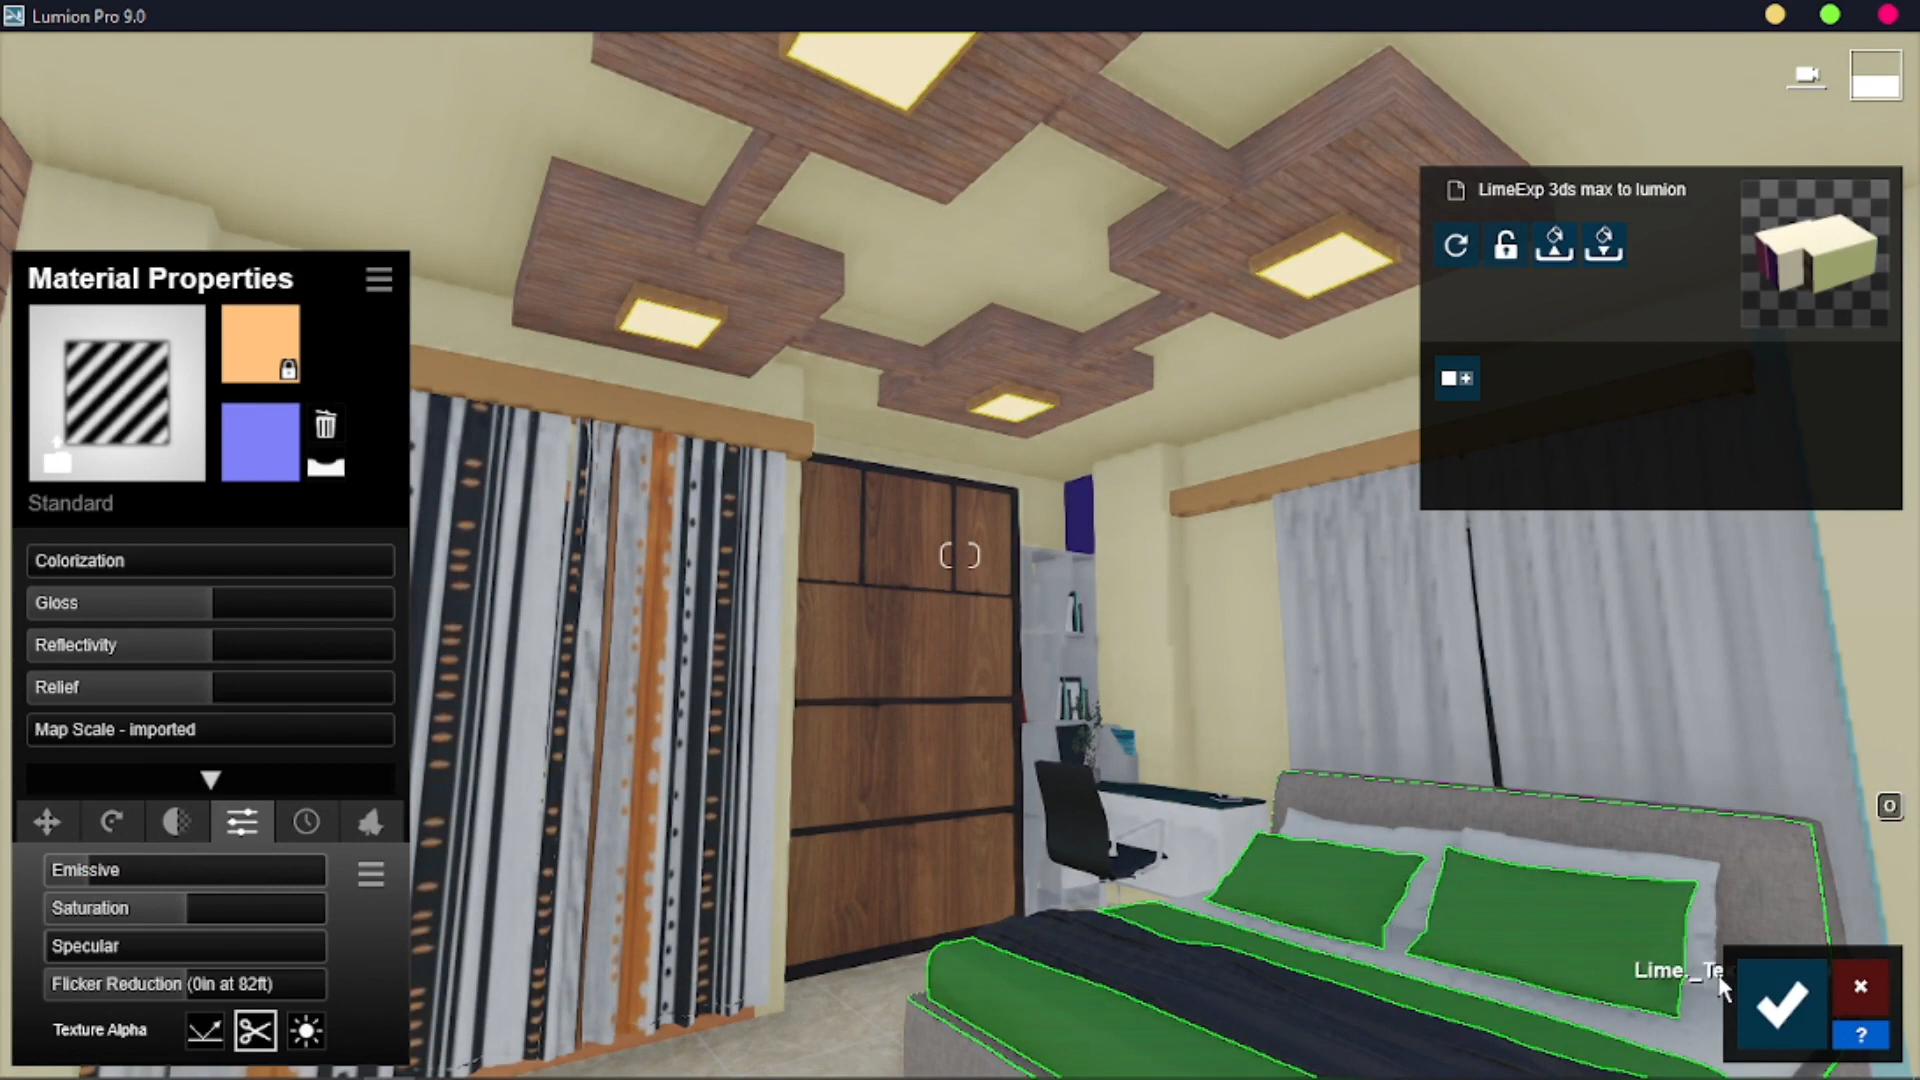 Lumion Pro 9.0
LimeExp 3ds max to lumion
Material Properties
Standard
Colorization
Gloss
Reflectivity
Relief
Map Scale - imported
Emissive
Saturation
Specular
Flicker Reduction (0in at 82ft)
Texture Alpha
O
Lime._Te
?